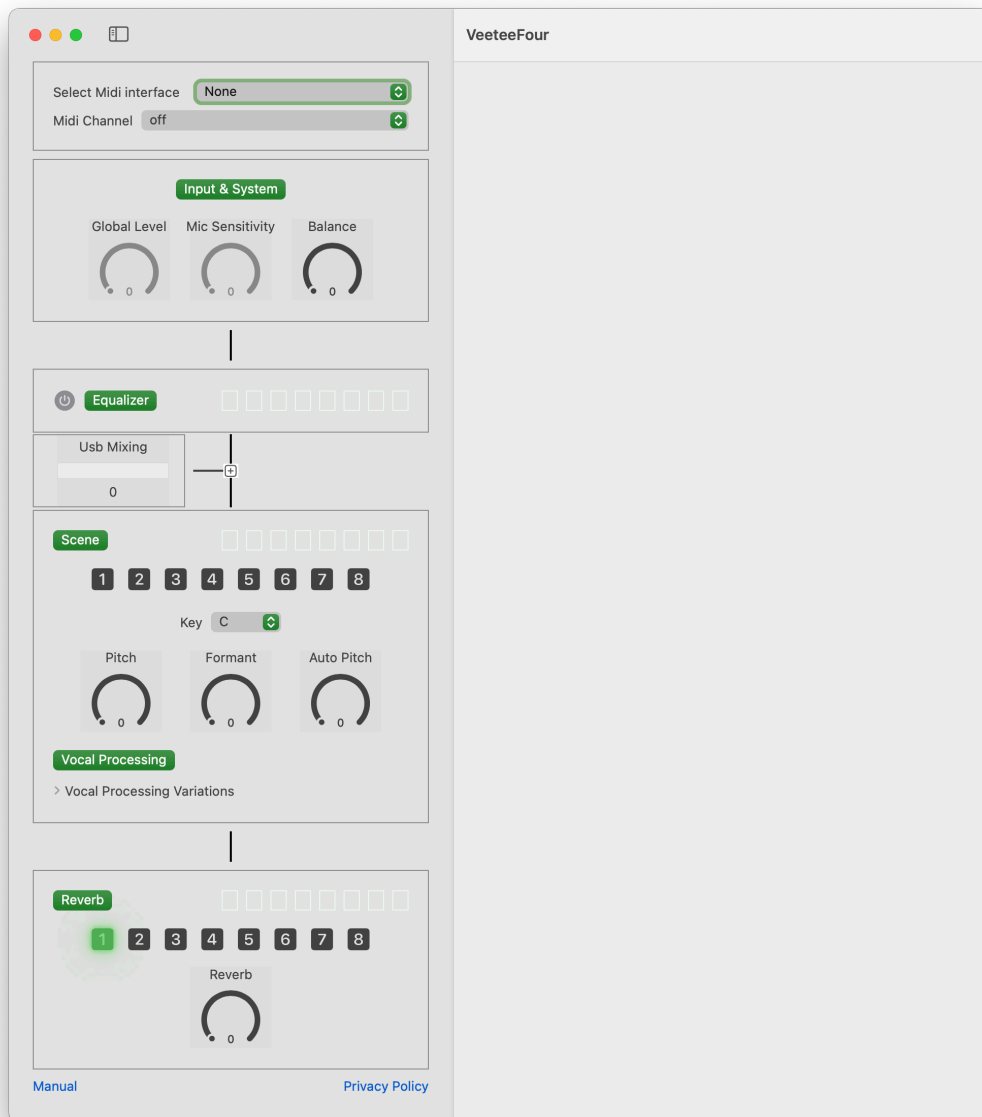 VeeteeFour
Select Midi interface None
Midi Channel off
Input & System
Global Level Mic Sensitivity Balance
0 0 0
Equalizer
Usb Mixing
0
Scene
1 2 3 4 5 6 7 8
Key C
Pitch Formant Auto Pitch
0 0 0
Vocal Processing
Vocal Processing Variations
Reverb
1 2 3 4 5 6 7 8
Reverb
0
Manual Privacy Policy